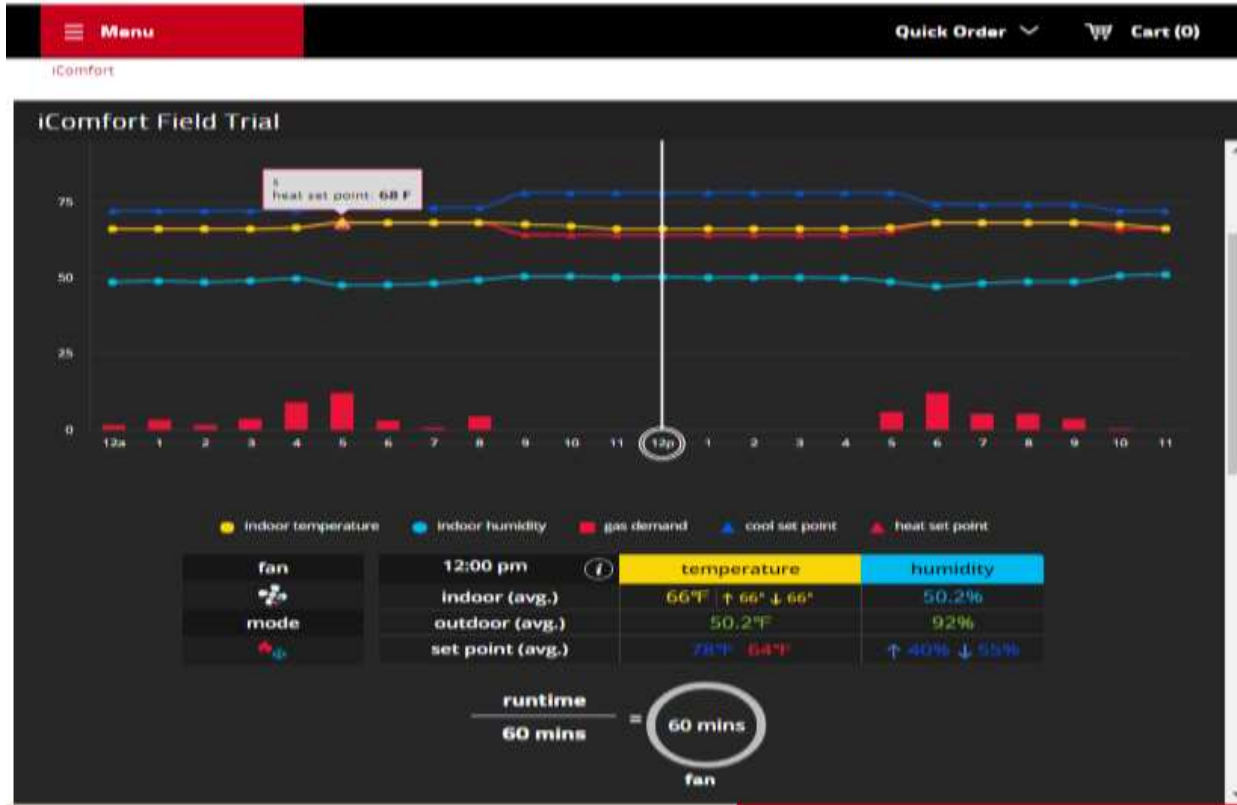 Menu
Quick Order
Cart (0)
iComfort
iComfort Field Trial
5
heat set point: 68 F
75
50
25
0
12a 1 2 3 4 5 6 7 8 9 10 11 12p 1 2 3 4 5 6 7 8 9 10 11
indoor temperature indoor humidity gas demand cool set point heat set point
fan
mode
12:00 pm i temperature humidity
indoor (avg.) 66°F ↑ 66° ↓ 66° 50.2%
outdoor (avg.) 50.2°F 92%
set point (avg.) 78°F 64°F ↑ 40% ↓ 55%
runtime
60 mins
= 60 mins
fan